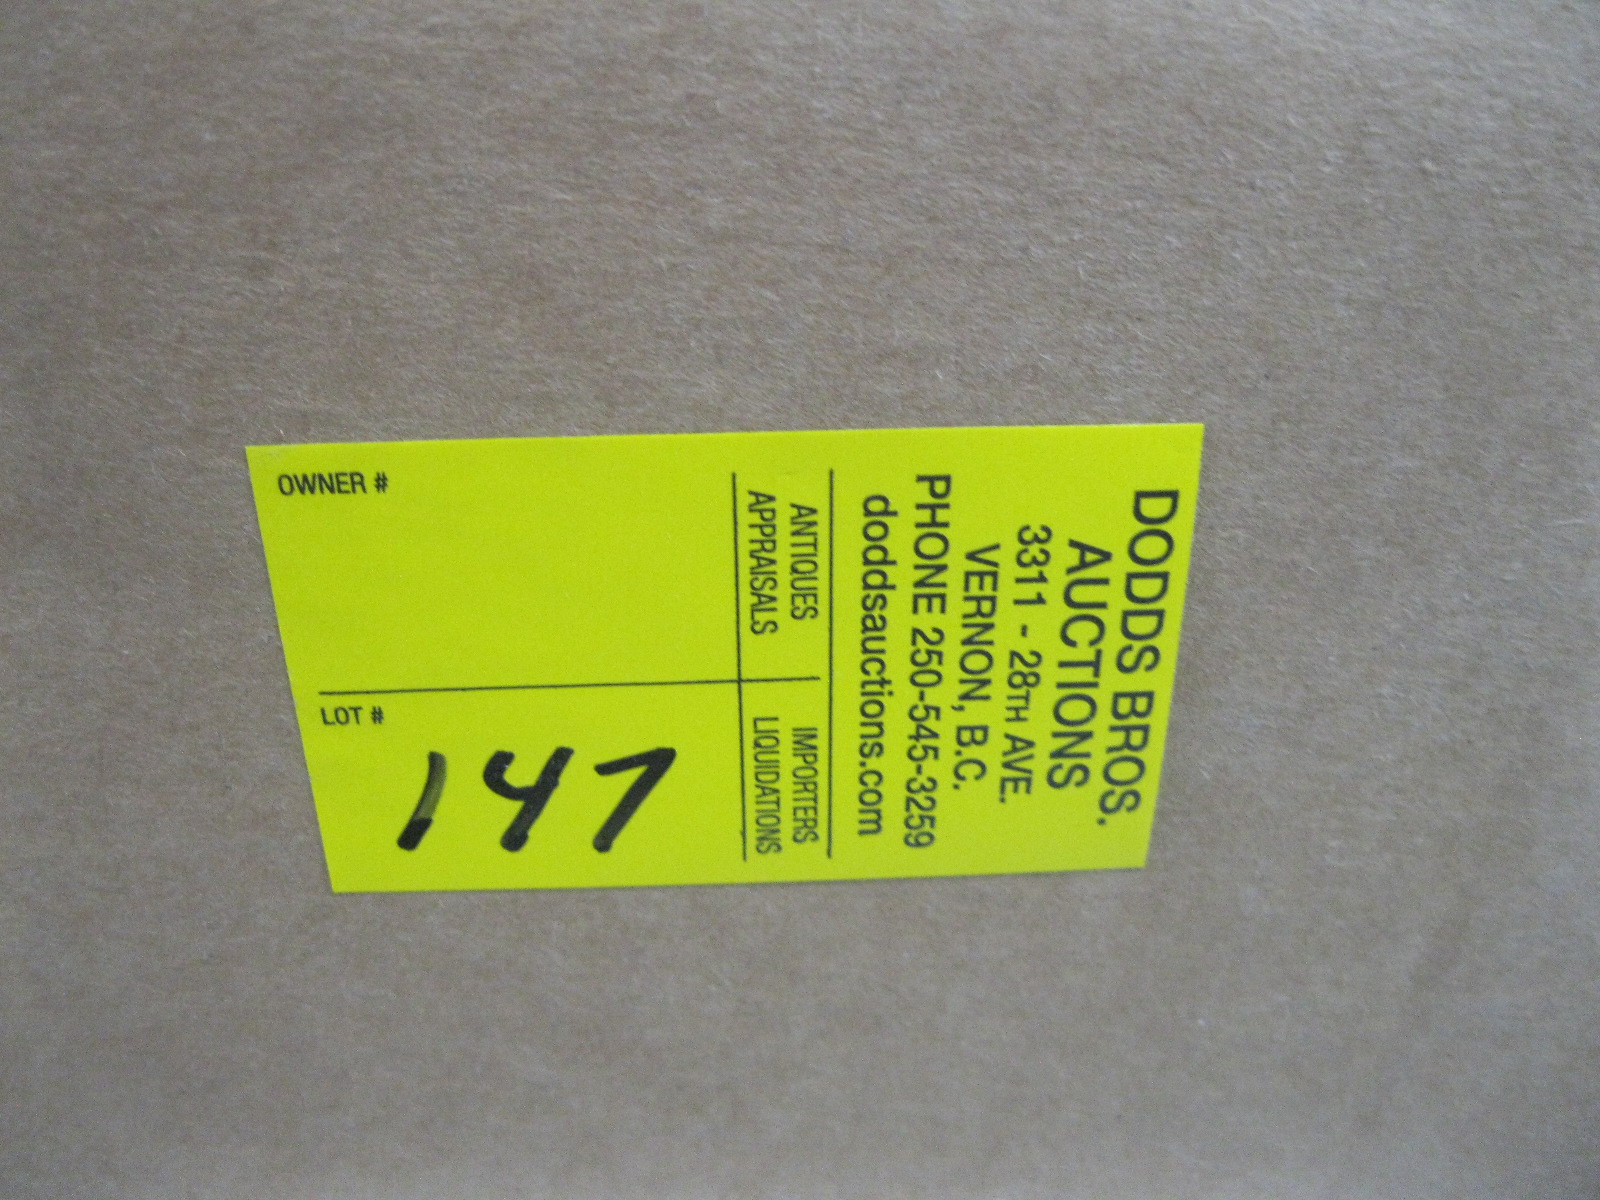 DODDS BROS.
AUCTIONS
3311 - 28TH AVE.
VERNON, B.C.
PHONE 250-545-3259
doddsauctions.com
ANTIQUES
APPRAISALS
IMPORTERS
LIQUIDATIONS
OWNER #
LOT #
147